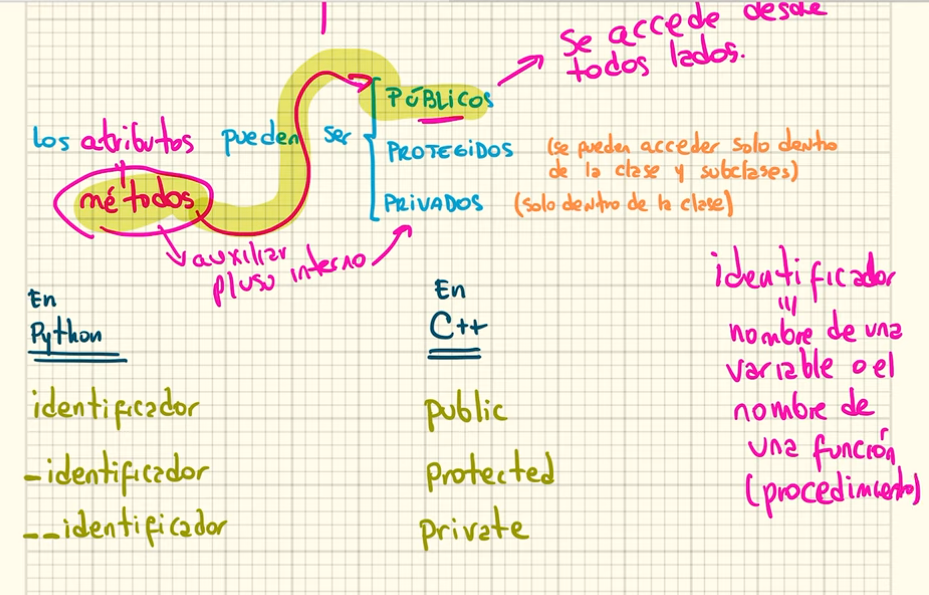 Se accede desde
todos lados.
PÚBLICOS
los atributos pueden ser
PROTEGIDOS (se pueden acceder solo dentro
de la clase y subclases)
métodos
PRIVADOS (solo dentro de la clase)
auxiliar
p/uso interno
En
Python
En
C++
identificador
public
_identificador
protected
__identificador
private
identificador
nombre de una
variable o el
nombre de
una función
(procedimiento)